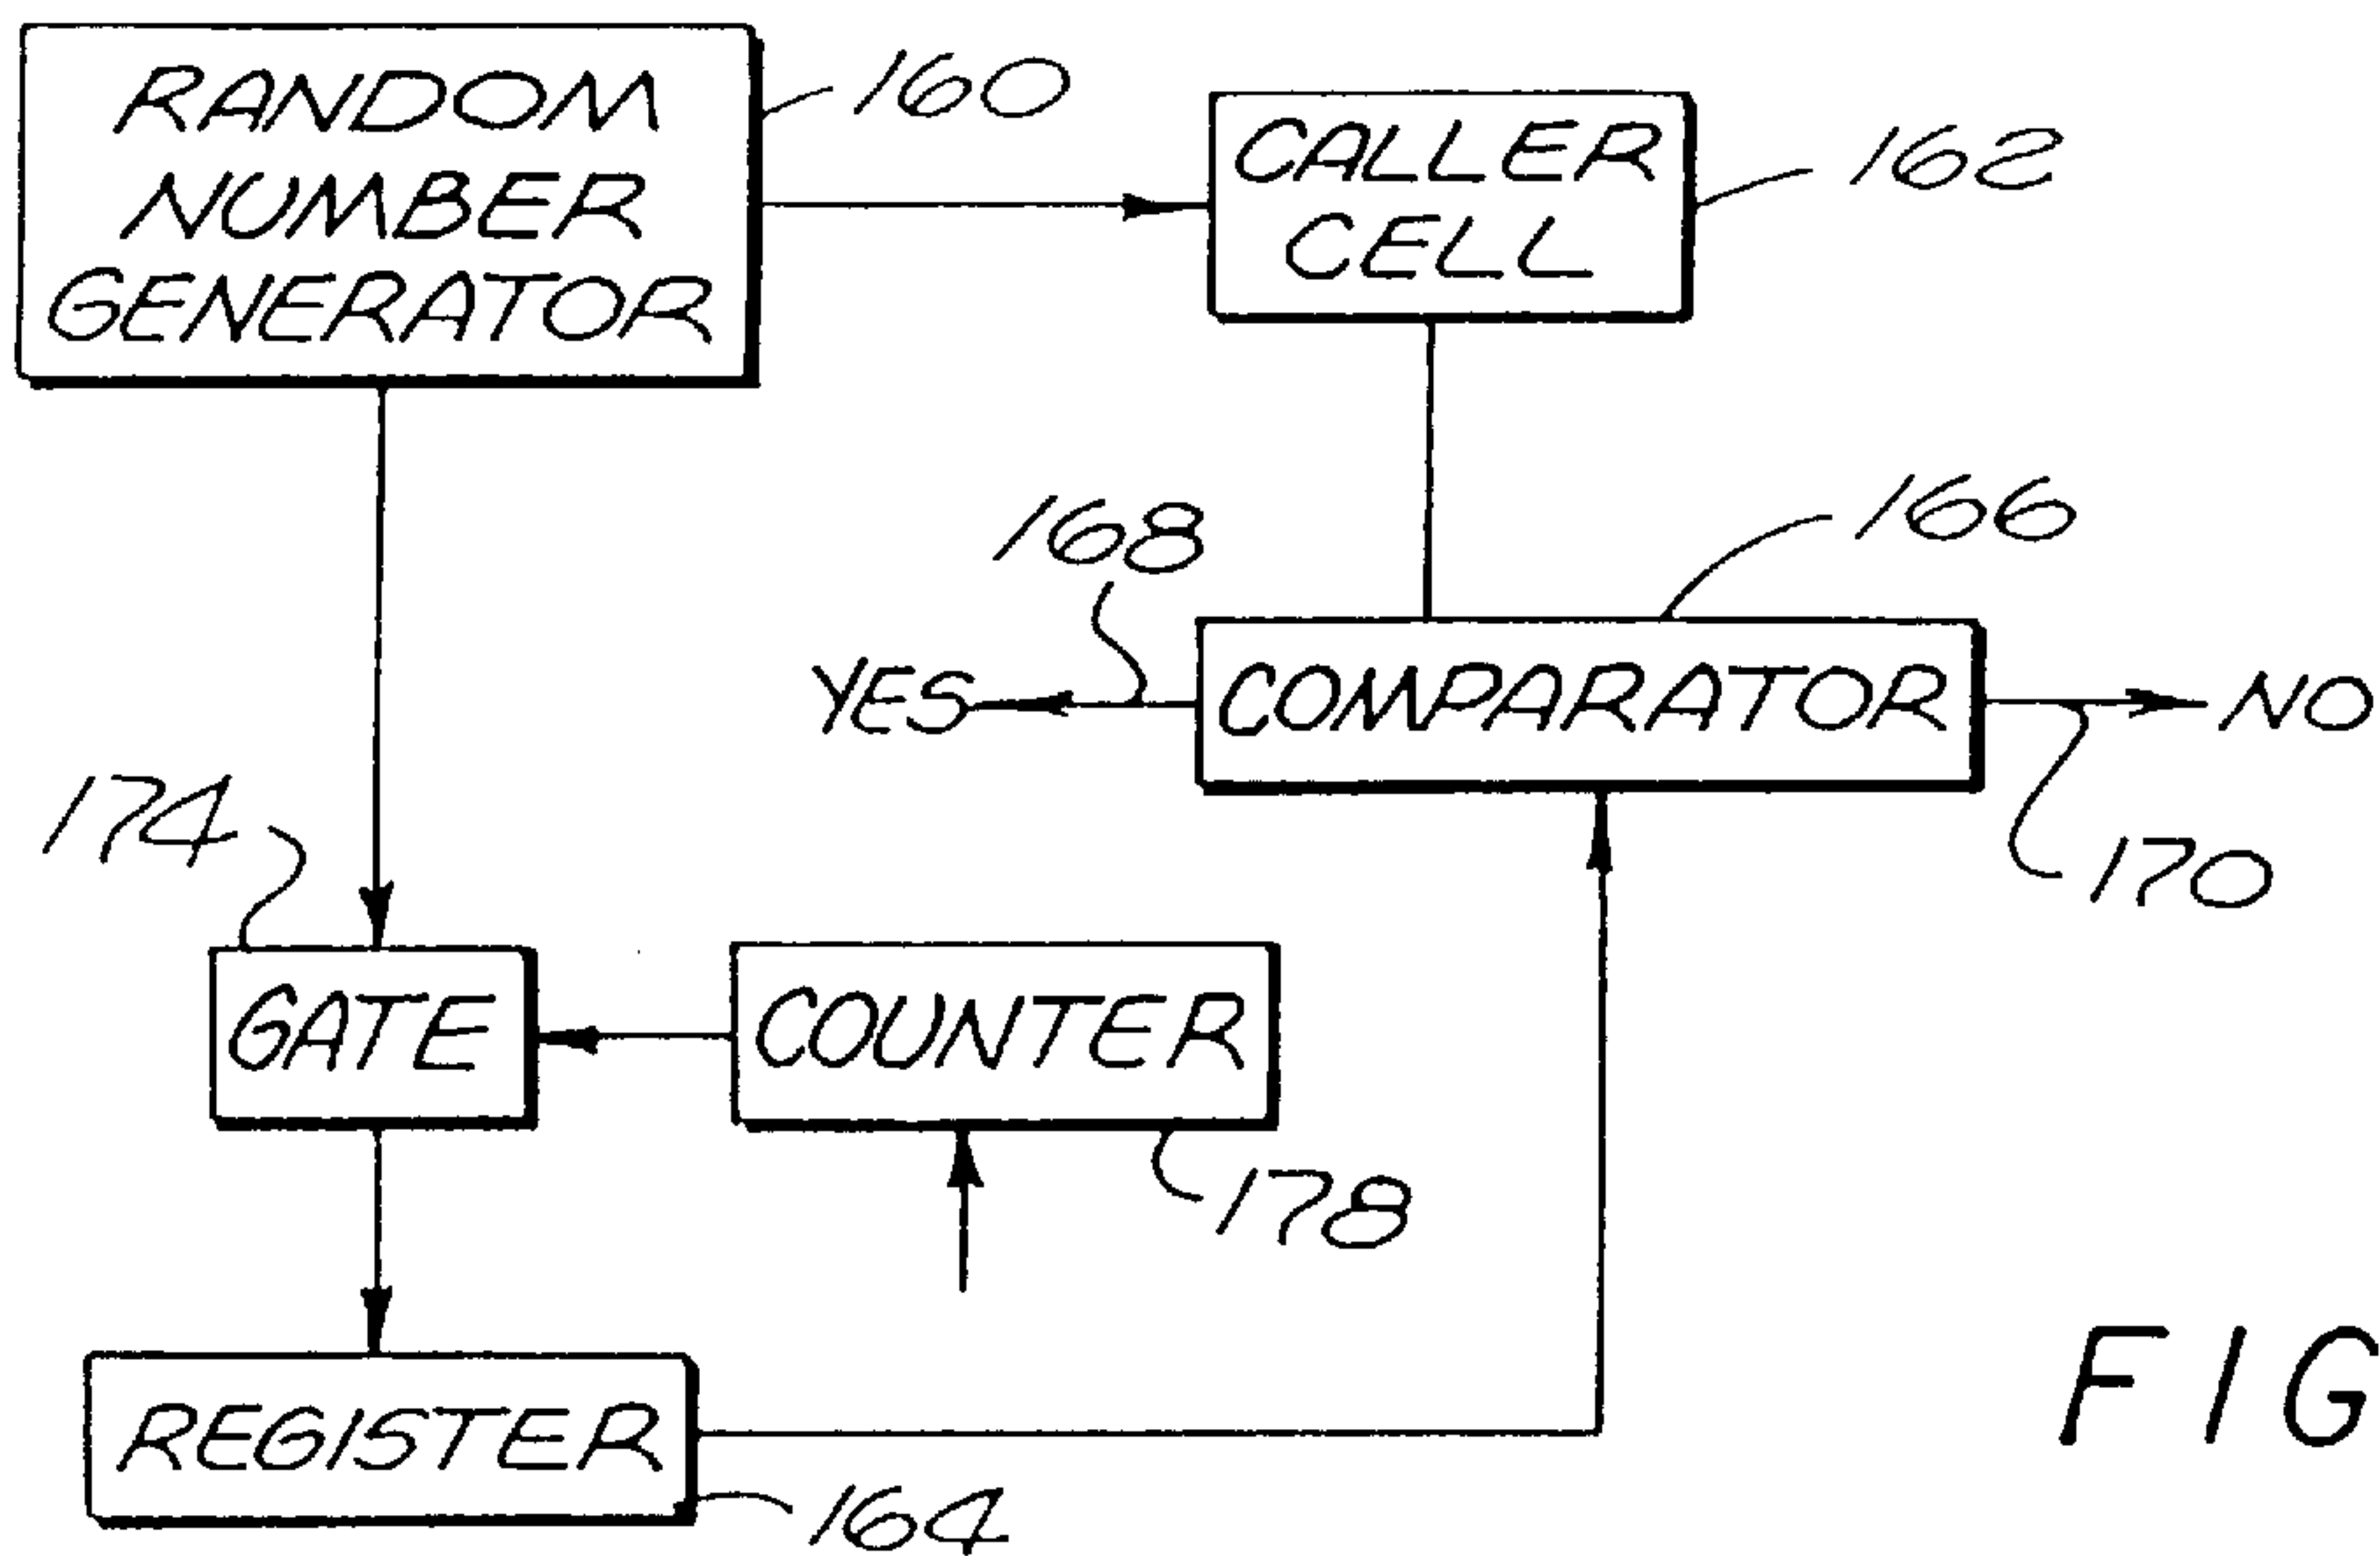 RANDOM
NUMBER
GENERATOR
160
CALLER
CELL
162
168
166
YES
COMPARATOR
NO
170
174
GATE
COUNTER
178
REGISTER
164
FIG